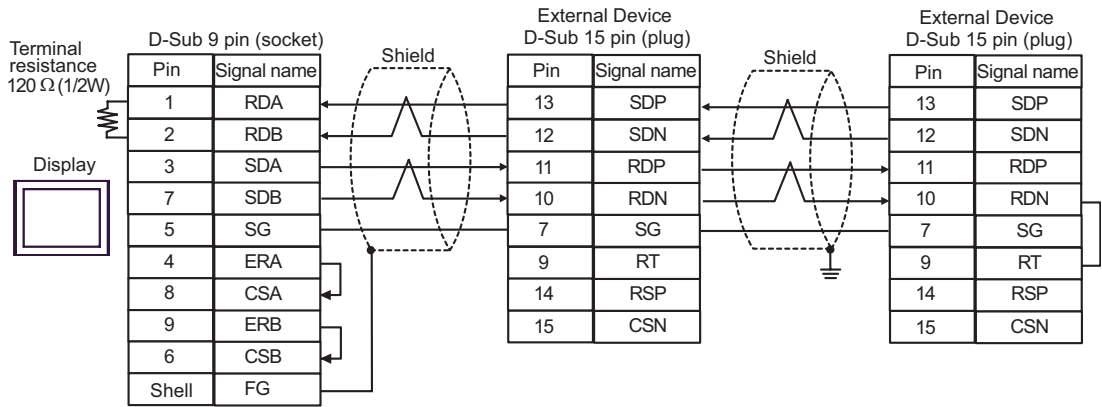 Terminal
resistance
120 Ω (1/2W)
Display
D-Sub 9 pin (socket)
Pin Signal name
1 RDA
2 RDB
3 SDA
7 SDB
5 SG
4 ERA
8 CSA
9 ERB
6 CSB
Shell FG
Shield
External Device
D-Sub 15 pin (plug)
Pin Signal name
13 SDP
12 SDN
11 RDP
10 RDN
7 SG
9 RT
14 RSP
15 CSN
Shield
External Device
D-Sub 15 pin (plug)
Pin Signal name
13 SDP
12 SDN
11 RDP
10 RDN
7 SG
9 RT
14 RSP
15 CSN